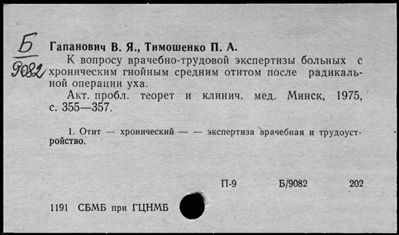 Б
9082
Гапанович В. Я., Тимошенко П. А.
К вопросу врачебно-трудовой экспертизы больных с
хроническим гнойным средним отитом после радикаль-
ной операции уха.
Акт. пробл. теорет и клинич. мед. Минск, 1975,
с. 355—357.
1. Отит — хронический — — экспертиза врачебная и трудоуст-
ройство.
П-9 Б/9082 202
1191 СБМБ при ГЦНМБ